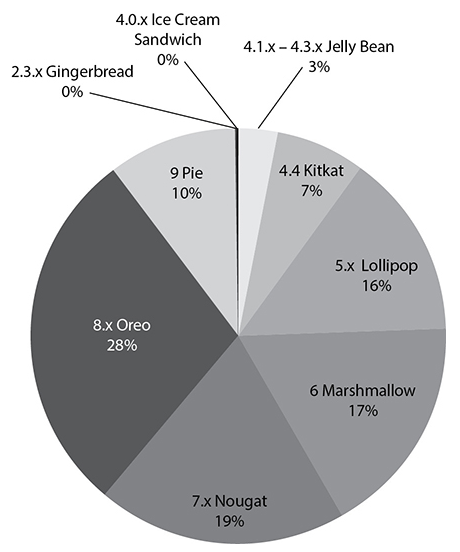 4.0.x Ice Cream
Sandwich
0%
4.1.x – 4.3.x Jelly Bean
3%
2.3.x Gingerbread
0%
9 Pie
10%
4.4 Kitkat
7%
5.x Lollipop
16%
8.x Oreo
28%
6 Marshmallow
17%
7.x Nougat
19%